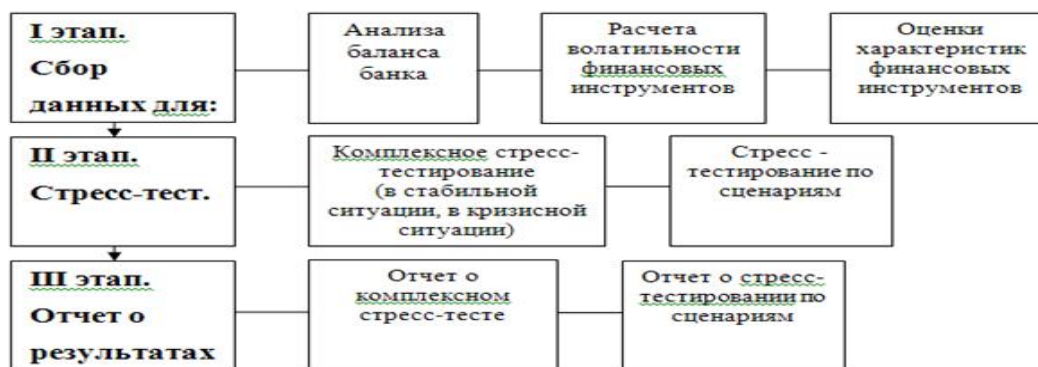 I этап.
Сбор
данных для:
Анализа
баланса
банка
Расчета
волатильности
финансовых
инструментов
Оценки
характеристик
финансовых
инструментов
II этап.
Стресс-тест.
Комплексное стресс-
тестирование
(в стабильной
ситуации, в кризисной
ситуации)
Стресс -
тестирование по
сценариям
III этап.
Отчет о
результатах
Отчет о
комплексном
стресс-тесте
Отчет о стресс-
тестировании по
сценариям